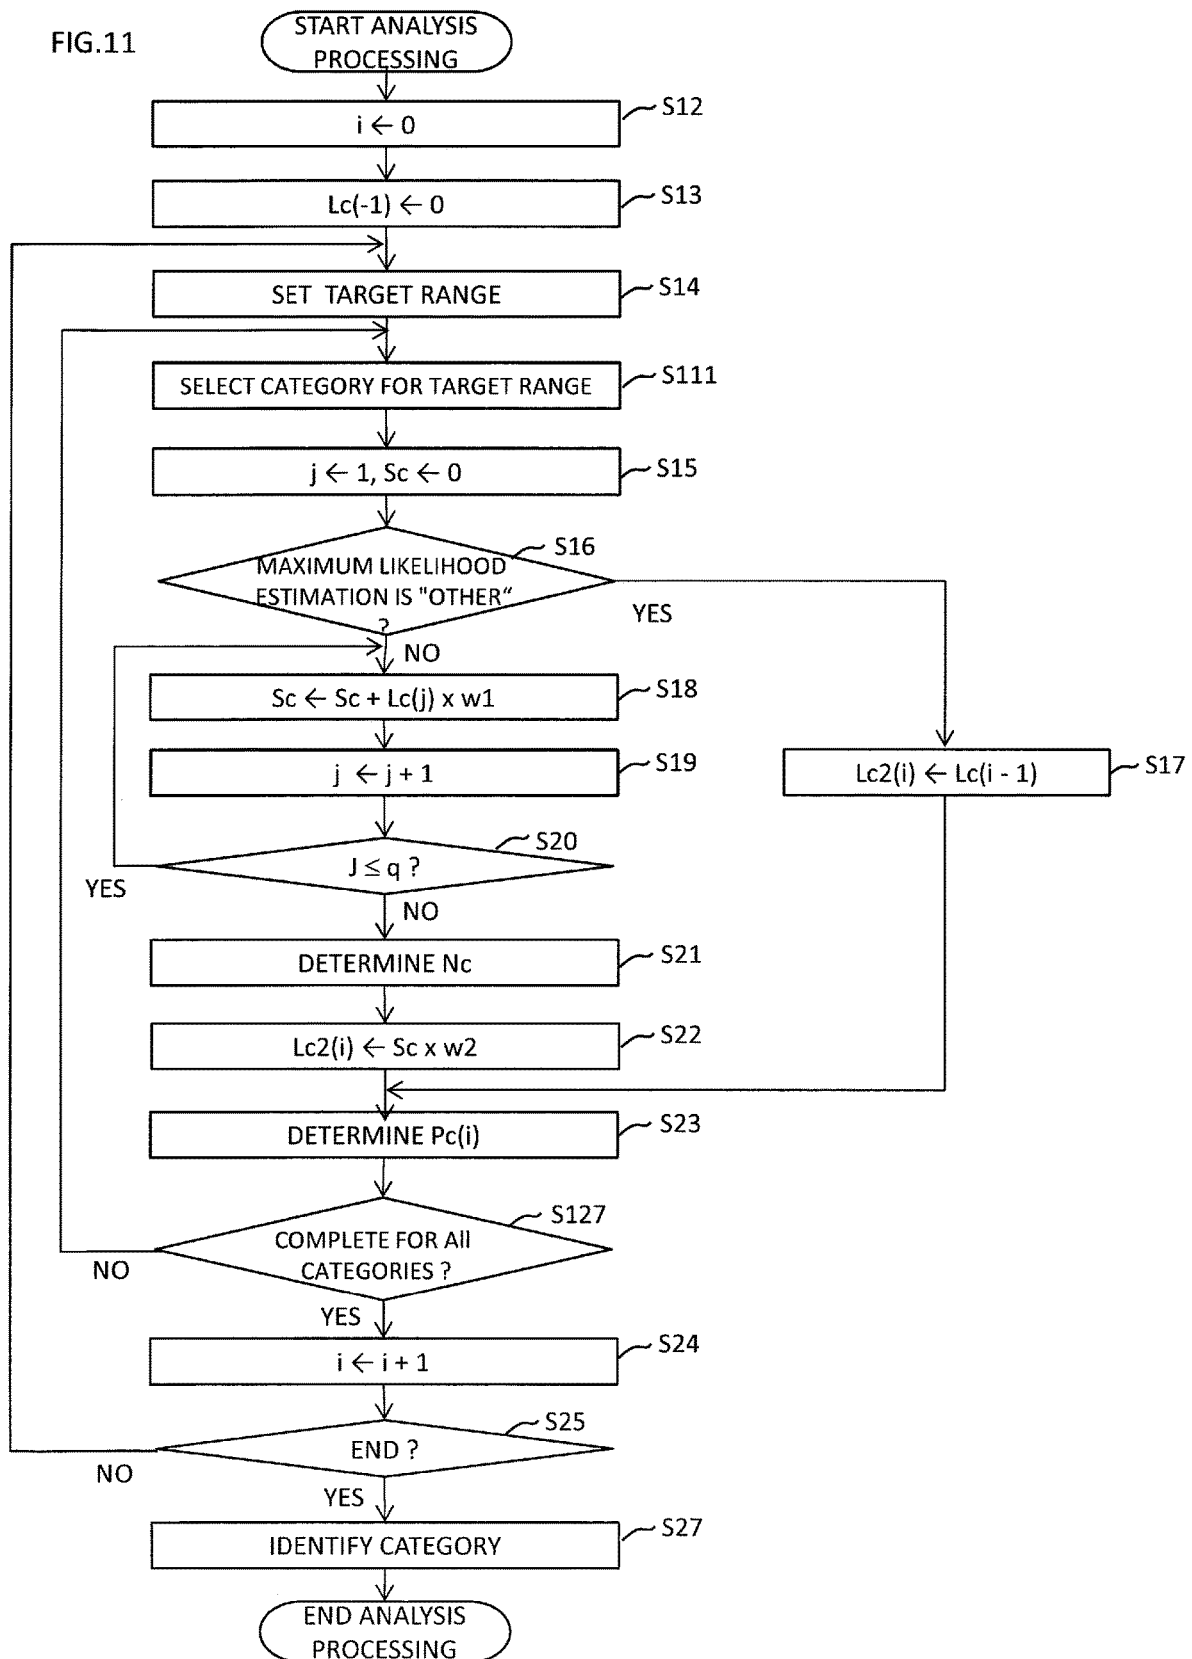 FIG.11
START ANALYSIS
PROCESSING
i ← 0
S12
Lc(-1) ← 0
S13
SET TARGET RANGE
S14
SELECT CATEGORY FOR TARGET RANGE
S111
j ← 1, Sc ← 0
S15
S16
MAXIMUM LIKELIHOOD
ESTIMATION IS "OTHER“
?
YES
NO
Sc ← Sc + Lc(j) x w1
S18
j ← j + 1
S19
Lc2(i) ← Lc(i - 1)
S17
S20
J ≤ q ?
YES
NO
DETERMINE Nc
S21
Lc2(i) ← Sc x w2
S22
DETERMINE Pc(i)
S23
S127
COMPLETE FOR All
CATEGORIES ?
NO
YES
i ← i + 1
S24
S25
END ?
NO
YES
IDENTIFY CATEGORY
S27
END ANALYSIS
PROCESSING